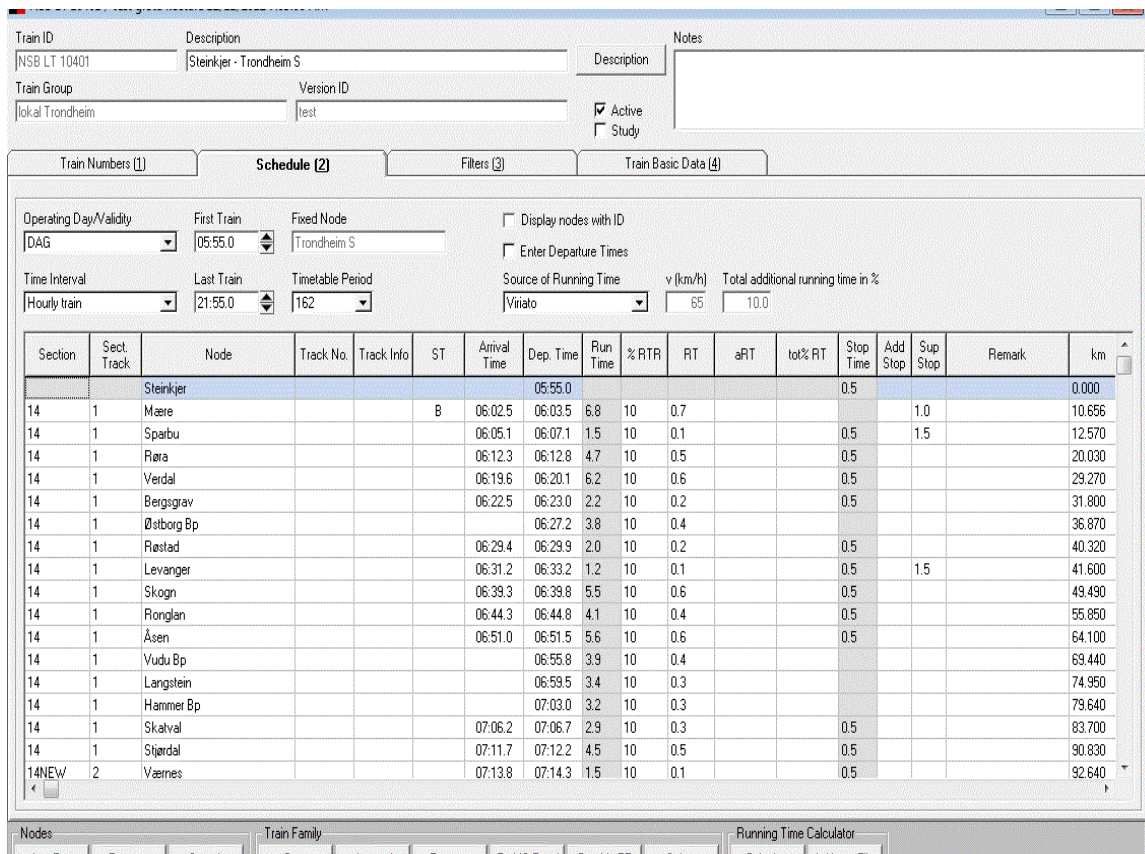 Train ID Description Notes
NSB LT 10401 Steinkjer - Trondheim S Description
Train Group Version ID
lokal Trondheim test Active
Study
Train Numbers (1) Schedule (2) Filters (3) Train Basic Data (4)
Operating Day/Validity First Train Fixed Node Display nodes with ID
DAG 05:55.0 Trondheim S Enter Departure Times
Time Interval Last Train Timetable Period Source of Running Time v (km/h) Total additional running time in %
Hourly train 21:55.0 162 Viriato 65 10.0
Section Sect. Track Node Track No. Track Info ST Arrival Time Dep. Time Run Time % RTR RT aRT tot% RT Stop Time Add Stop Sup Stop Remark km
Steinkjer 05:55.0 0.5 0.000
14 1 Mære B 06:02.5 06:03.5 6.8 10 0.7 1.0 10.656
14 1 Sparbu 06:05.1 06:07.1 1.5 10 0.1 0.5 1.5 12.570
14 1 Røra 06:12.3 06:12.8 4.7 10 0.5 0.5 20.030
14 1 Verdal 06:19.6 06:20.1 6.2 10 0.6 0.5 29.270
14 1 Bergsgrav 06:22.5 06:23.0 2.2 10 0.2 0.5 31.800
14 1 Østborg Bp 06:27.2 3.8 10 0.4 36.870
14 1 Røstad 06:29.4 06:29.9 2.0 10 0.2 0.5 40.320
14 1 Levanger 06:31.2 06:33.2 1.2 10 0.1 0.5 1.5 41.600
14 1 Skogn 06:39.3 06:39.8 5.5 10 0.6 0.5 49.490
14 1 Ronglan 06:44.3 06:44.8 4.1 10 0.4 0.5 55.850
14 1 Åsen 06:51.0 06:51.5 5.6 10 0.6 0.5 64.100
14 1 Vudu Bp 06:55.8 3.9 10 0.4 69.440
14 1 Langstein 06:59.5 3.4 10 0.3 74.950
14 1 Hammer Bp 07:03.0 3.2 10 0.3 79.640
14 1 Skatval 07:06.2 07:06.7 2.9 10 0.3 0.5 83.700
14 1 Stjørdal 07:11.7 07:12.2 4.5 10 0.5 0.5 90.830
14NEW 2 Værnes 07:13.8 07:14.3 1.5 10 0.1 0.5 92.640
Nodes Train Family Running Time Calculator